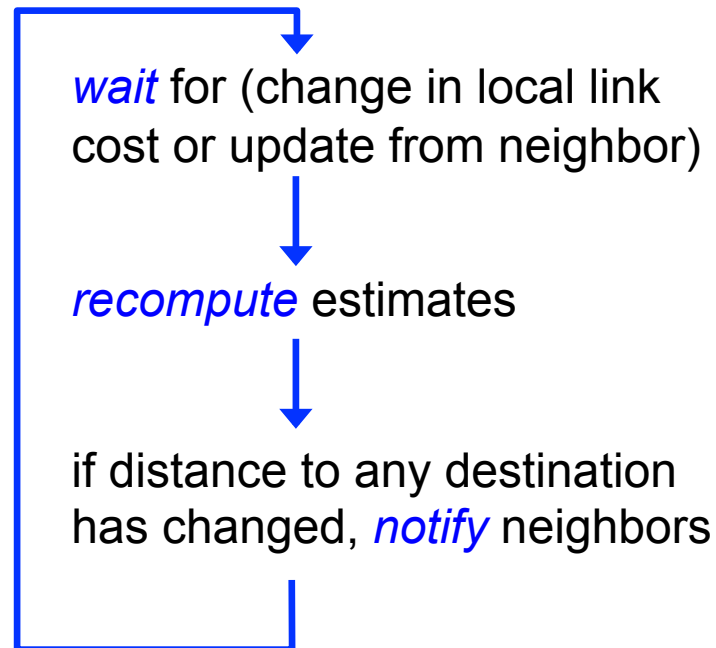 wait for (change in local link
cost or update from neighbor)
recompute estimates
if distance to any destination
has changed, notify neighbors